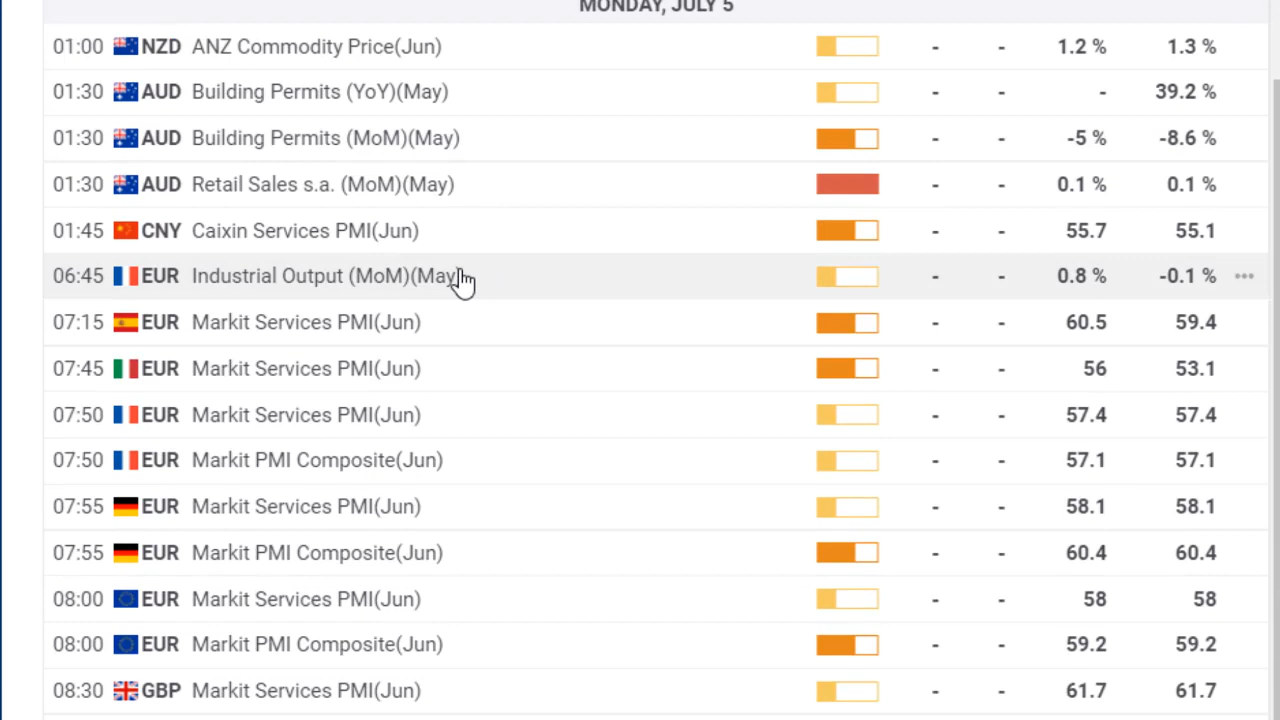 MONDAY, JULY 5
01:00 NZD ANZ Commodity Price(Jun) - - 1.2 % 1.3 %
01:30 AUD Building Permits (YoY)(May) - - - 39.2 %
01:30 AUD Building Permits (MoM)(May) - - -5 % -8.6 %
01:30 AUD Retail Sales s.a. (MoM)(May) - - 0.1 % 0.1 %
01:45 CNY Caixin Services PMI(Jun) - - 55.7 55.1
06:45 EUR Industrial Output (MoM)(May) - - 0.8 % -0.1 %
07:15 EUR Markit Services PMI(Jun) - - 60.5 59.4
07:45 EUR Markit Services PMI(Jun) - - 56 53.1
07:50 EUR Markit Services PMI(Jun) - - 57.4 57.4
07:50 EUR Markit PMI Composite(Jun) - - 57.1 57.1
07:55 EUR Markit Services PMI(Jun) - - 58.1 58.1
07:55 EUR Markit PMI Composite(Jun) - - 60.4 60.4
08:00 EUR Markit Services PMI(Jun) - - 58 58
08:00 EUR Markit PMI Composite(Jun) - - 59.2 59.2
08:30 GBP Markit Services PMI(Jun) - - 61.7 61.7